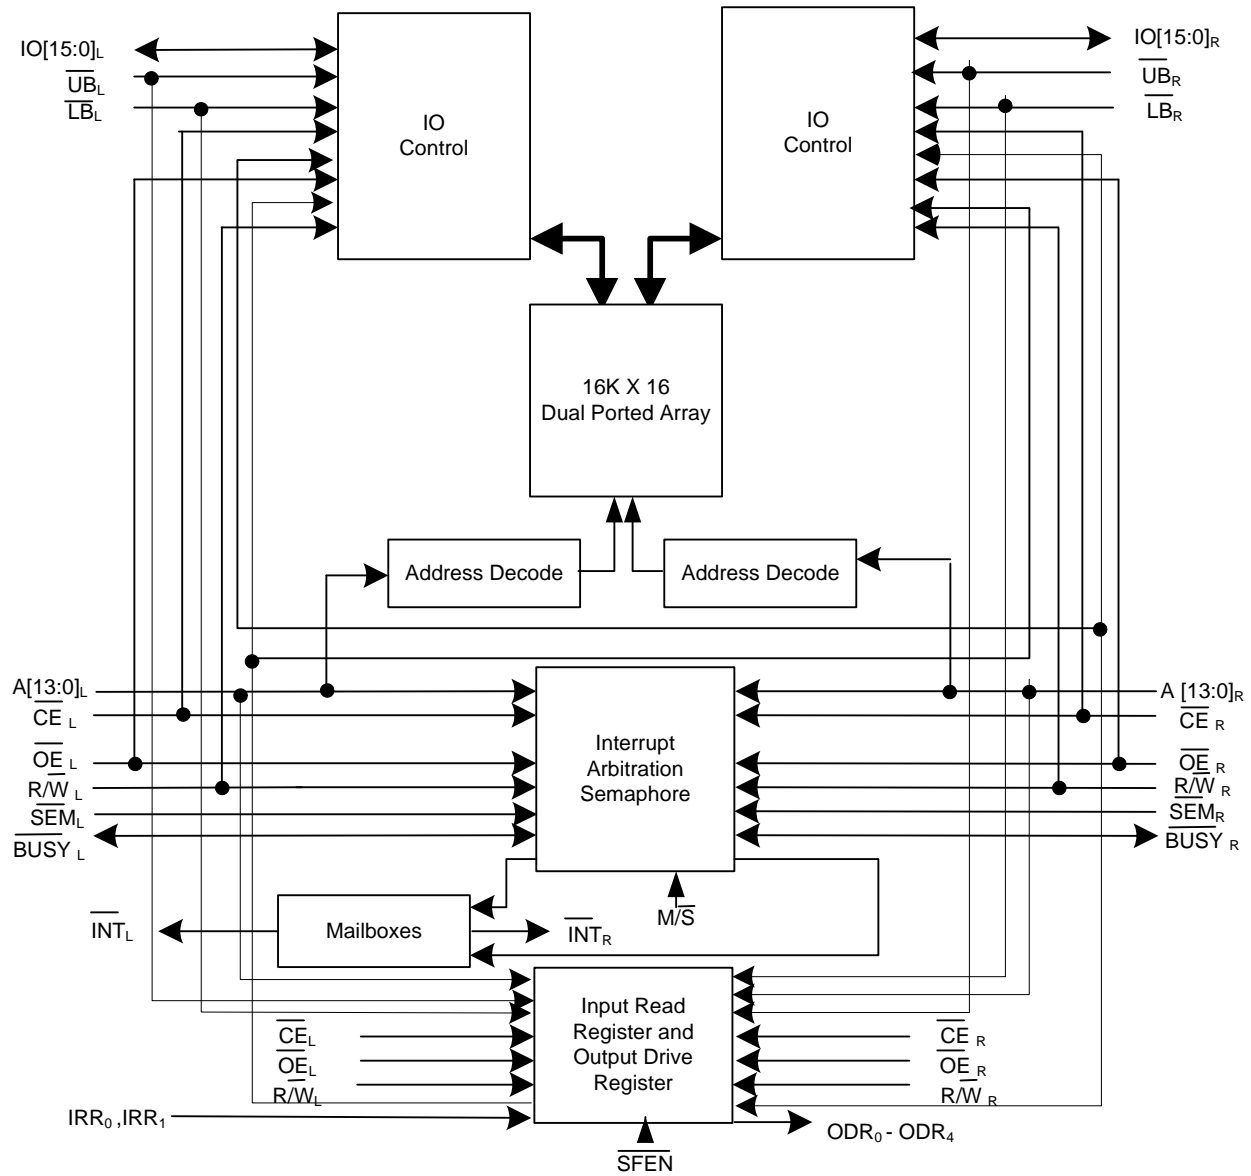 IO[15:0]L
IO[15:0]R
UBL
UBR
LBL
LBR
IO
Control
IO
Control
16K X 16
Dual Ported Array
Address Decode
Address Decode
A[13:0]L
A [13:0]R
CE L
CE R
Interrupt
Arbitration
Semaphore
OE L
OE R
R/W L
R/W R
SEML
SEMR
BUSY L
BUSY R
M/S
INTL
Mailboxes
INTR
Input Read
Register and
Output Drive
Register
CEL
CE R
OEL
OE R
R/WL
R/W R
IRR0 ,IRR1
ODR0 - ODR4
SFEN